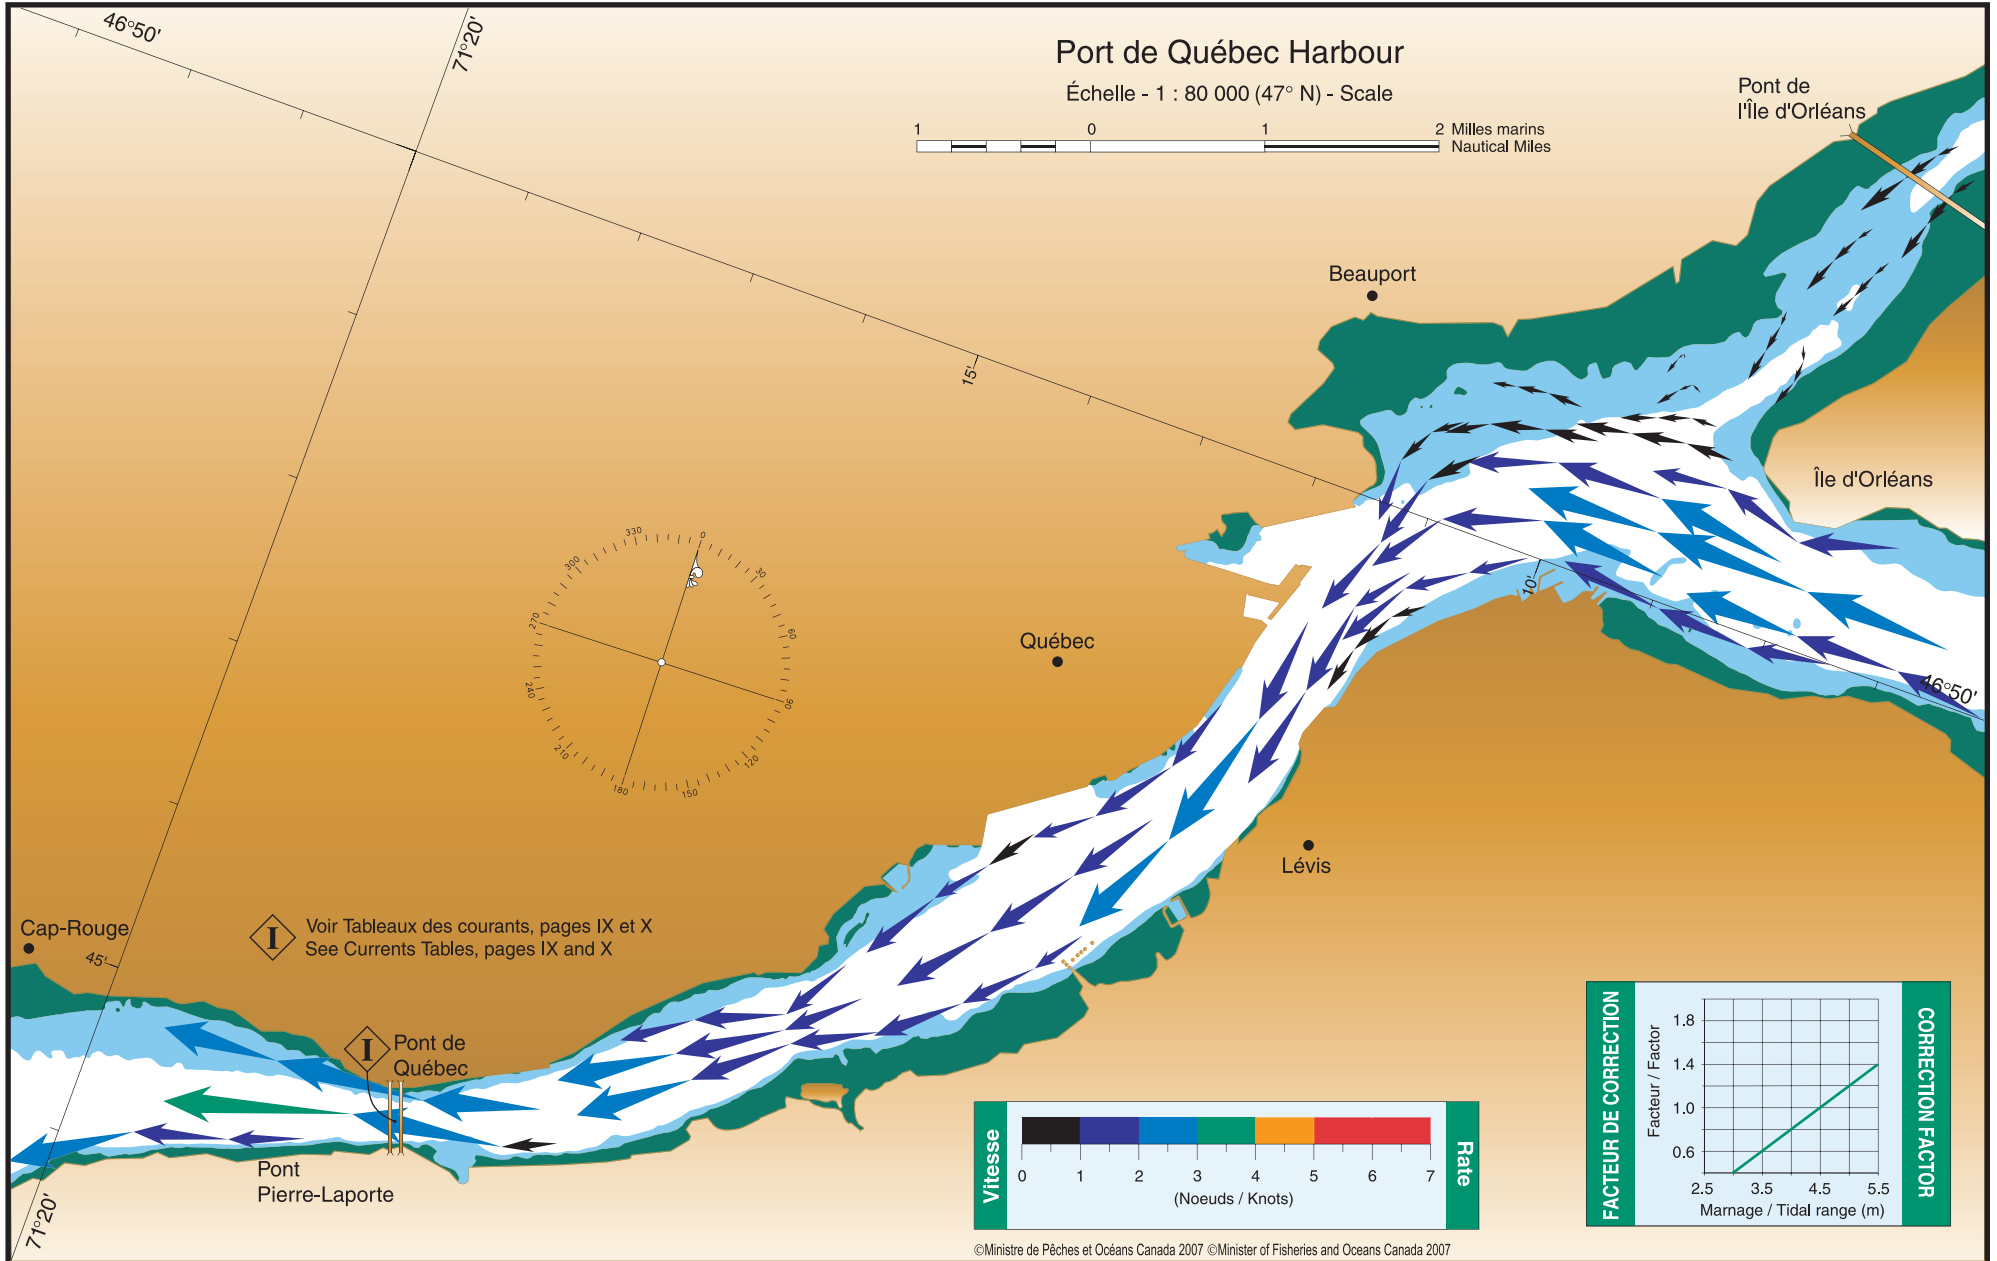 46°50'
71°20'
Port de Québec Harbour
Échelle - 1 : 80 000 (47° N) - Scale
1 0 1 2 Milles marins
Nautical Miles
Pont de
l'Île d'Orléans
Beauport
15'
Île d'Orléans
10'
46°50'
0
30
60
90
120
150
180
210
240
270
300
330
Québec
Lévis
Cap-Rouge
45'
I
Voir Tableaux des courants, pages IX et X
See Currents Tables, pages IX and X
I
Pont de
Québec
Pont
Pierre-Laporte
71°20'
Vitesse
0 1 2 3 4 5 6 7
(Noeuds / Knots)
Rate
FACTEUR DE CORRECTION
Facteur / Factor
1.8
1.4
1.0
0.6
2.5 3.5 4.5 5.5
Marnage / Tidal range (m)
CORRECTION FACTOR
©Ministre de Pêches et Océans Canada 2007 ©Minister of Fisheries and Oceans Canada 2007